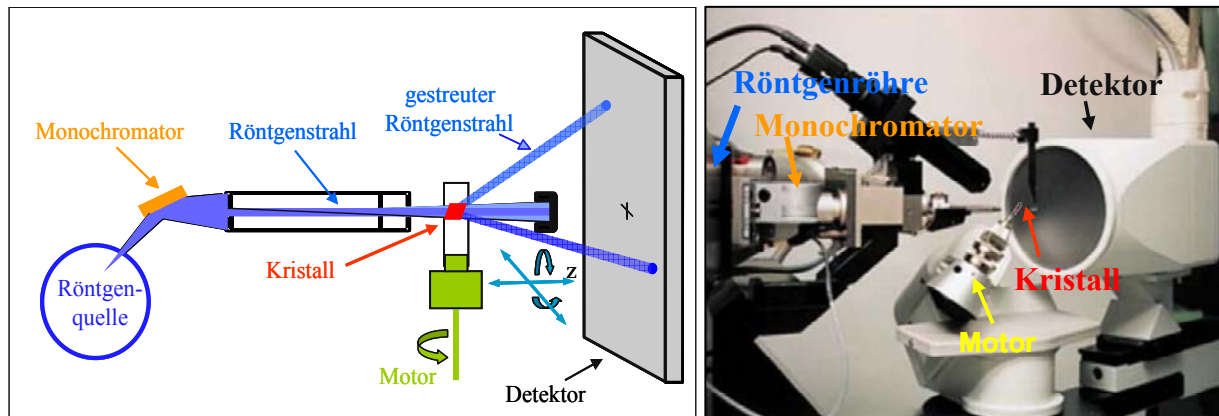 gestreuter
Röntgenstrahl
Monochromator
Röntgenstrahl
Kristall
z
Röntgen-
quelle
Motor
Detektor
Röntgenröhre
Monochromator
Detektor
Kristall
Motor